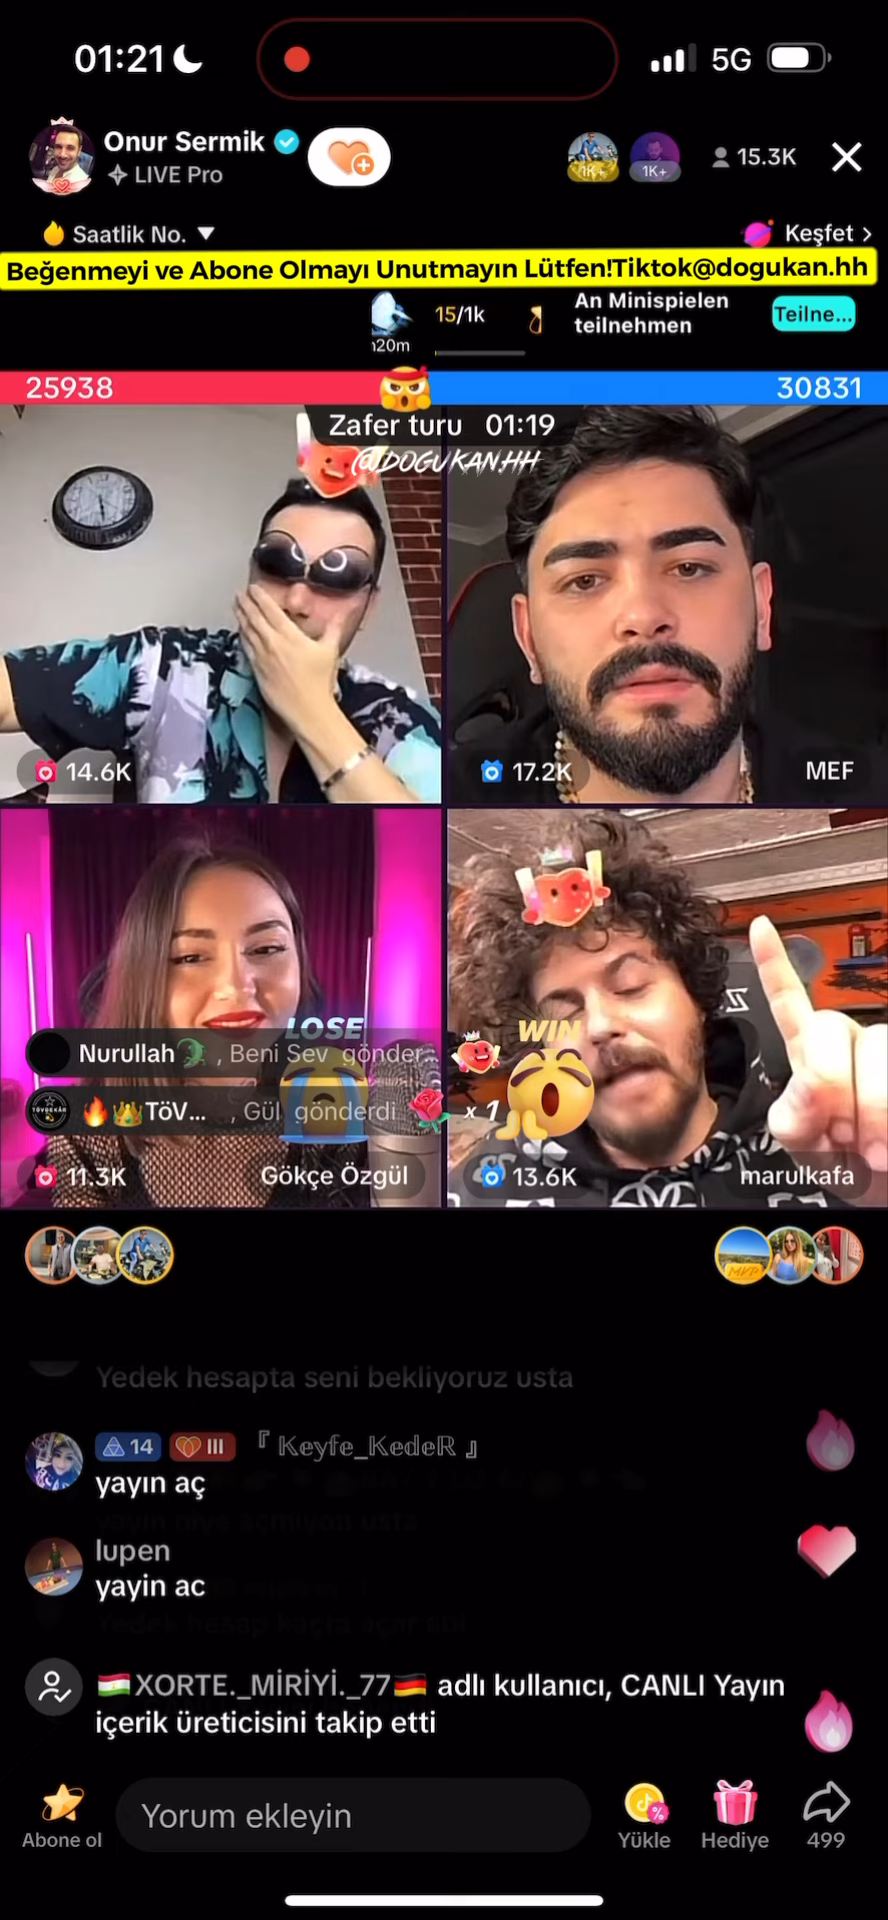 01:21
5G
Onur Sermik
LIVE Pro
1K+
1K+
15.3K
Saatlik No.
Keşfet
Beğenmeyi ve Abone Olmayı Unutmayın Lütfen!Tiktok@dogukan.hh
15/1k
An Minispielen
teilnehmen
Teilne...
20m
25938
30831
Zafer turu 01:19
@DOGUKAN.HH
14.6K
17.2K
MEF
LOSE
WIN
Nurullah , Beni Sev gönder...
TöV... , Gül gönderdi x 1
11.3K
Gökçe Özgül
13.6K
marulkafa
MVP
Yedek hesapta seni bekliyoruz usta
14 III 『 Keyfe_KedeR 』
yayın aç
lupen
yayin ac
XORTE._MİRİYİ._77 adlı kullanıcı, CANLI Yayın
içerik üreticisini takip etti
Abone ol
Yorum ekleyin
Yükle
Hediye
499